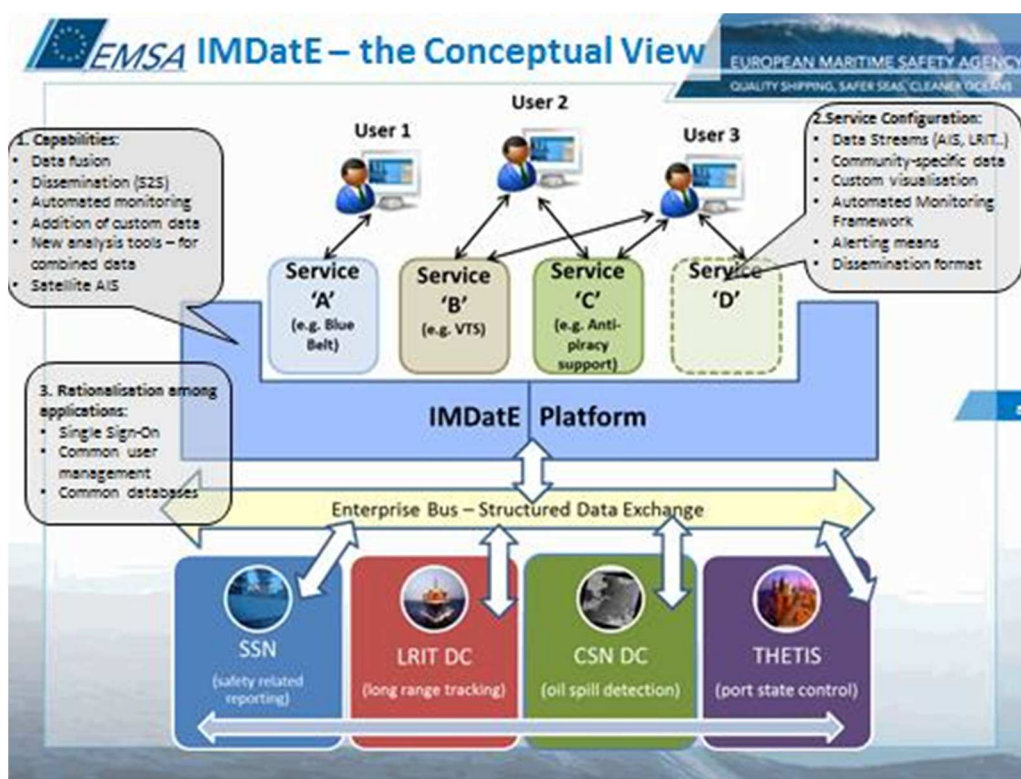 EMSA IMDatE – the Conceptual View
EUROPEAN MARITIME SAFETY AGENCY
QUALITY SHIPPING, SAFER SEAS, CLEANER OCEANS
1. Capabilities:
• Data fusion
• Dissemination (S2S)
• Automated monitoring
• Addition of custom data
• New analysis tools – for
combined data
• Satellite AIS
User 1
User 2
User 3
2.Service Configuration:
• Data Streams (AIS, LRIT..)
• Community-specific data
• Custom visualisation
• Automated Monitoring
Framework
• Alerting means
• Dissemination format
Service
'A'
(e.g. Blue
Belt)
Service
'B'
(e.g. VTS)
Service
'C'
(e.g. Anti-
piracy
support)
Service
'D'
3. Rationalisation among
applications:
• Single Sign-On
• Common user
management
• Common databases
IMDatE Platform
Enterprise Bus – Structured Data Exchange
SSN
(safety related
reporting)
LRIT DC
(long range tracking)
CSN DC
(oil spill detection)
THETIS
(port state control)